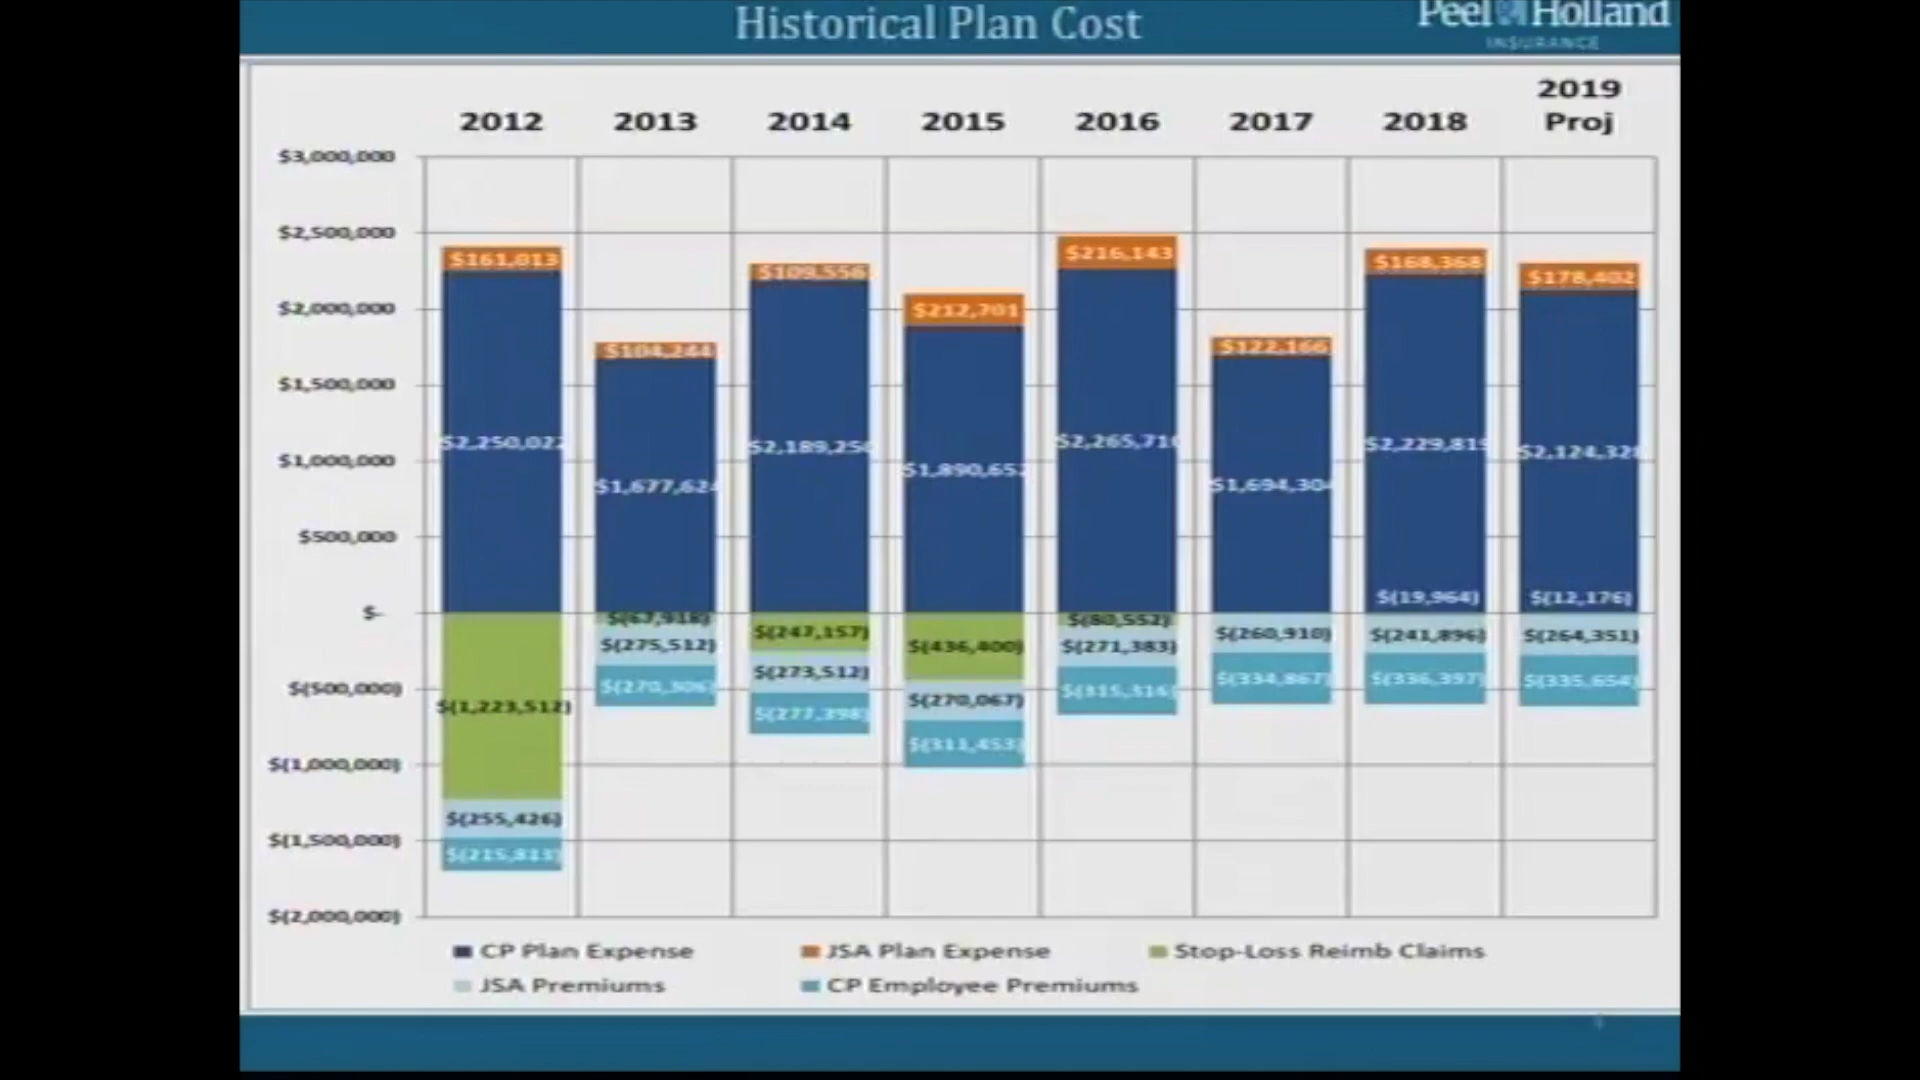 Historical Plan Cost
Peel & Holland
INSURANCE
2012 2013 2014 2015 2016 2017 2018 2019 Proj
$3,000,000
$2,500,000
$2,000,000
$1,500,000
$1,000,000
$500,000
$-
$(500,000)
$(1,000,000)
$(1,500,000)
$(2,000,000)
$161,013 $104,244 $109,556 $212,701 $216,143 $122,166 $168,368 $178,402
$2,250,022 $1,677,624 $2,189,250 $1,890,652 $2,265,710 $1,694,304 $2,229,819 $2,124,328
$(19,964) $(12,176)
$(1,223,512) $(67,918) $(247,157) $(436,400) $(80,552)
$(255,426) $(275,512) $(273,512) $(270,067) $(271,383) $(260,910) $(241,896) $(264,351)
$(215,813) $(270,306) $(277,398) $(311,453) $(315,316) $(334,867) $(336,397) $(335,654)
CP Plan Expense JSA Plan Expense Stop-Loss Reimb Claims
JSA Premiums CP Employee Premiums